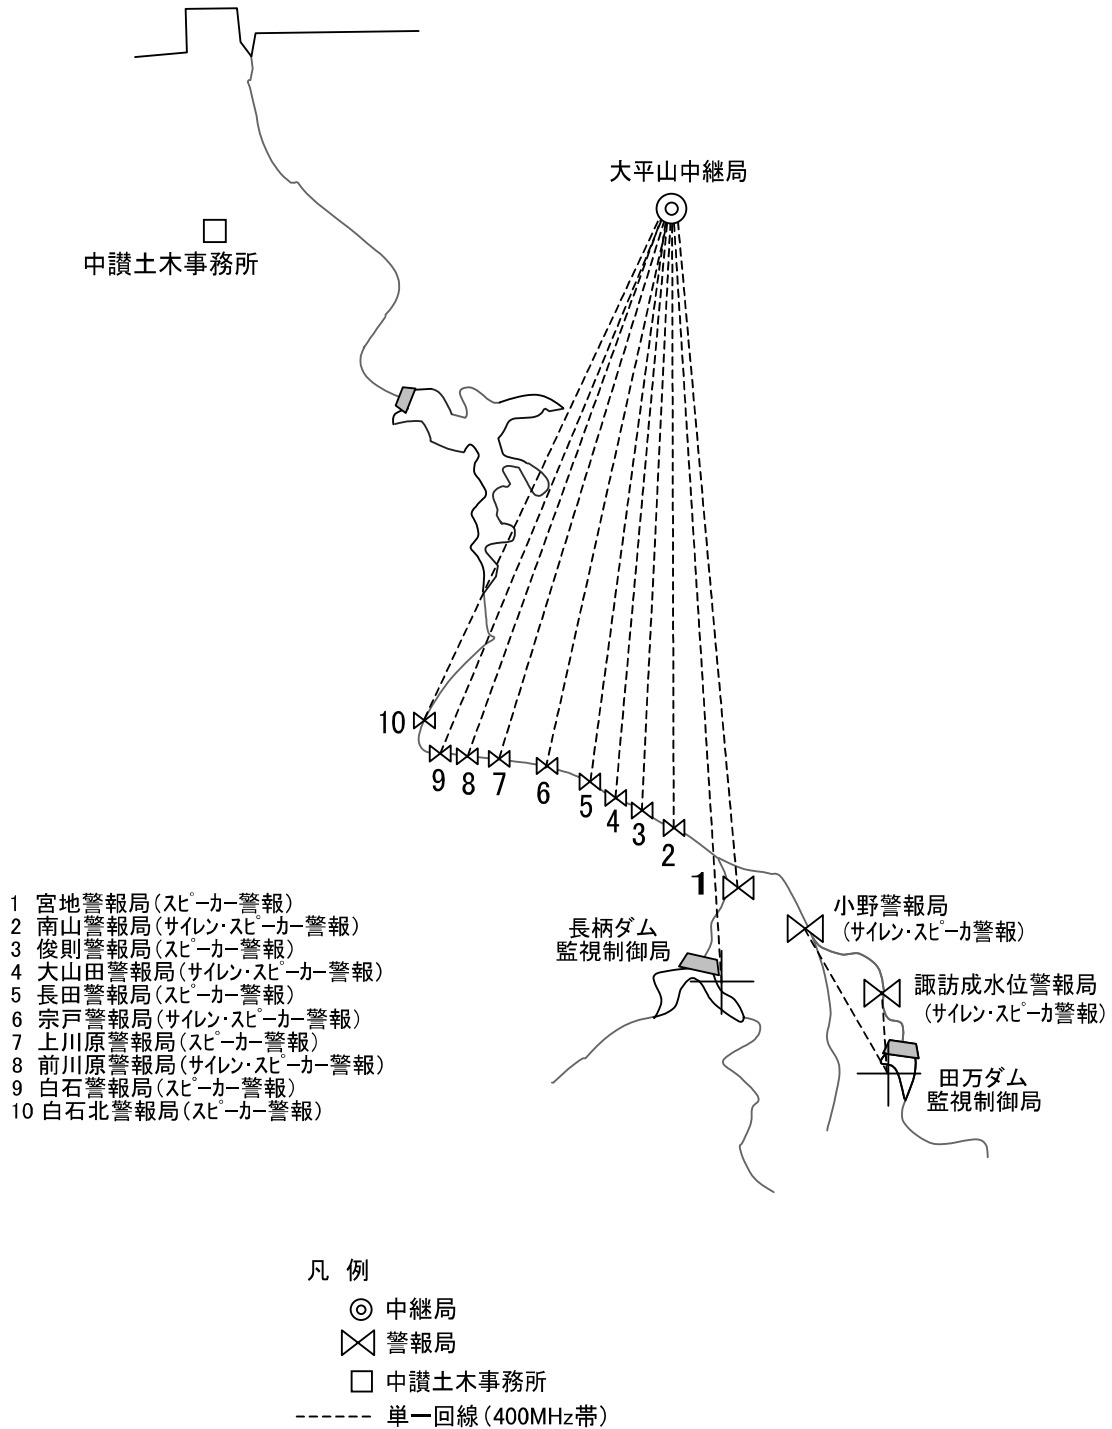 大平山中継局
中讃土木事務所
10
9
8
7
6
5
4
3
2
1
長柄ダム
監視制御局
小野警報局
(サイレン・スピーカ警報)
諏訪成水位警報局
(サイレン・スピーカ警報)
田万ダム
監視制御局
1 宮地警報局(スピーカー警報)
2 南山警報局(サイレン・スピーカー警報)
3 俊則警報局(スピーカー警報)
4 大山田警報局(サイレン・スピーカー警報)
5 長田警報局(スピーカー警報)
6 宗戸警報局(サイレン・スピーカー警報)
7 上川原警報局(スピーカー警報)
8 前川原警報局(サイレン・スピーカー警報)
9 白石警報局(スピーカー警報)
10 白石北警報局(スピーカー警報)
凡 例
中継局
警報局
中讃土木事務所
単一回線(400MHz帯)